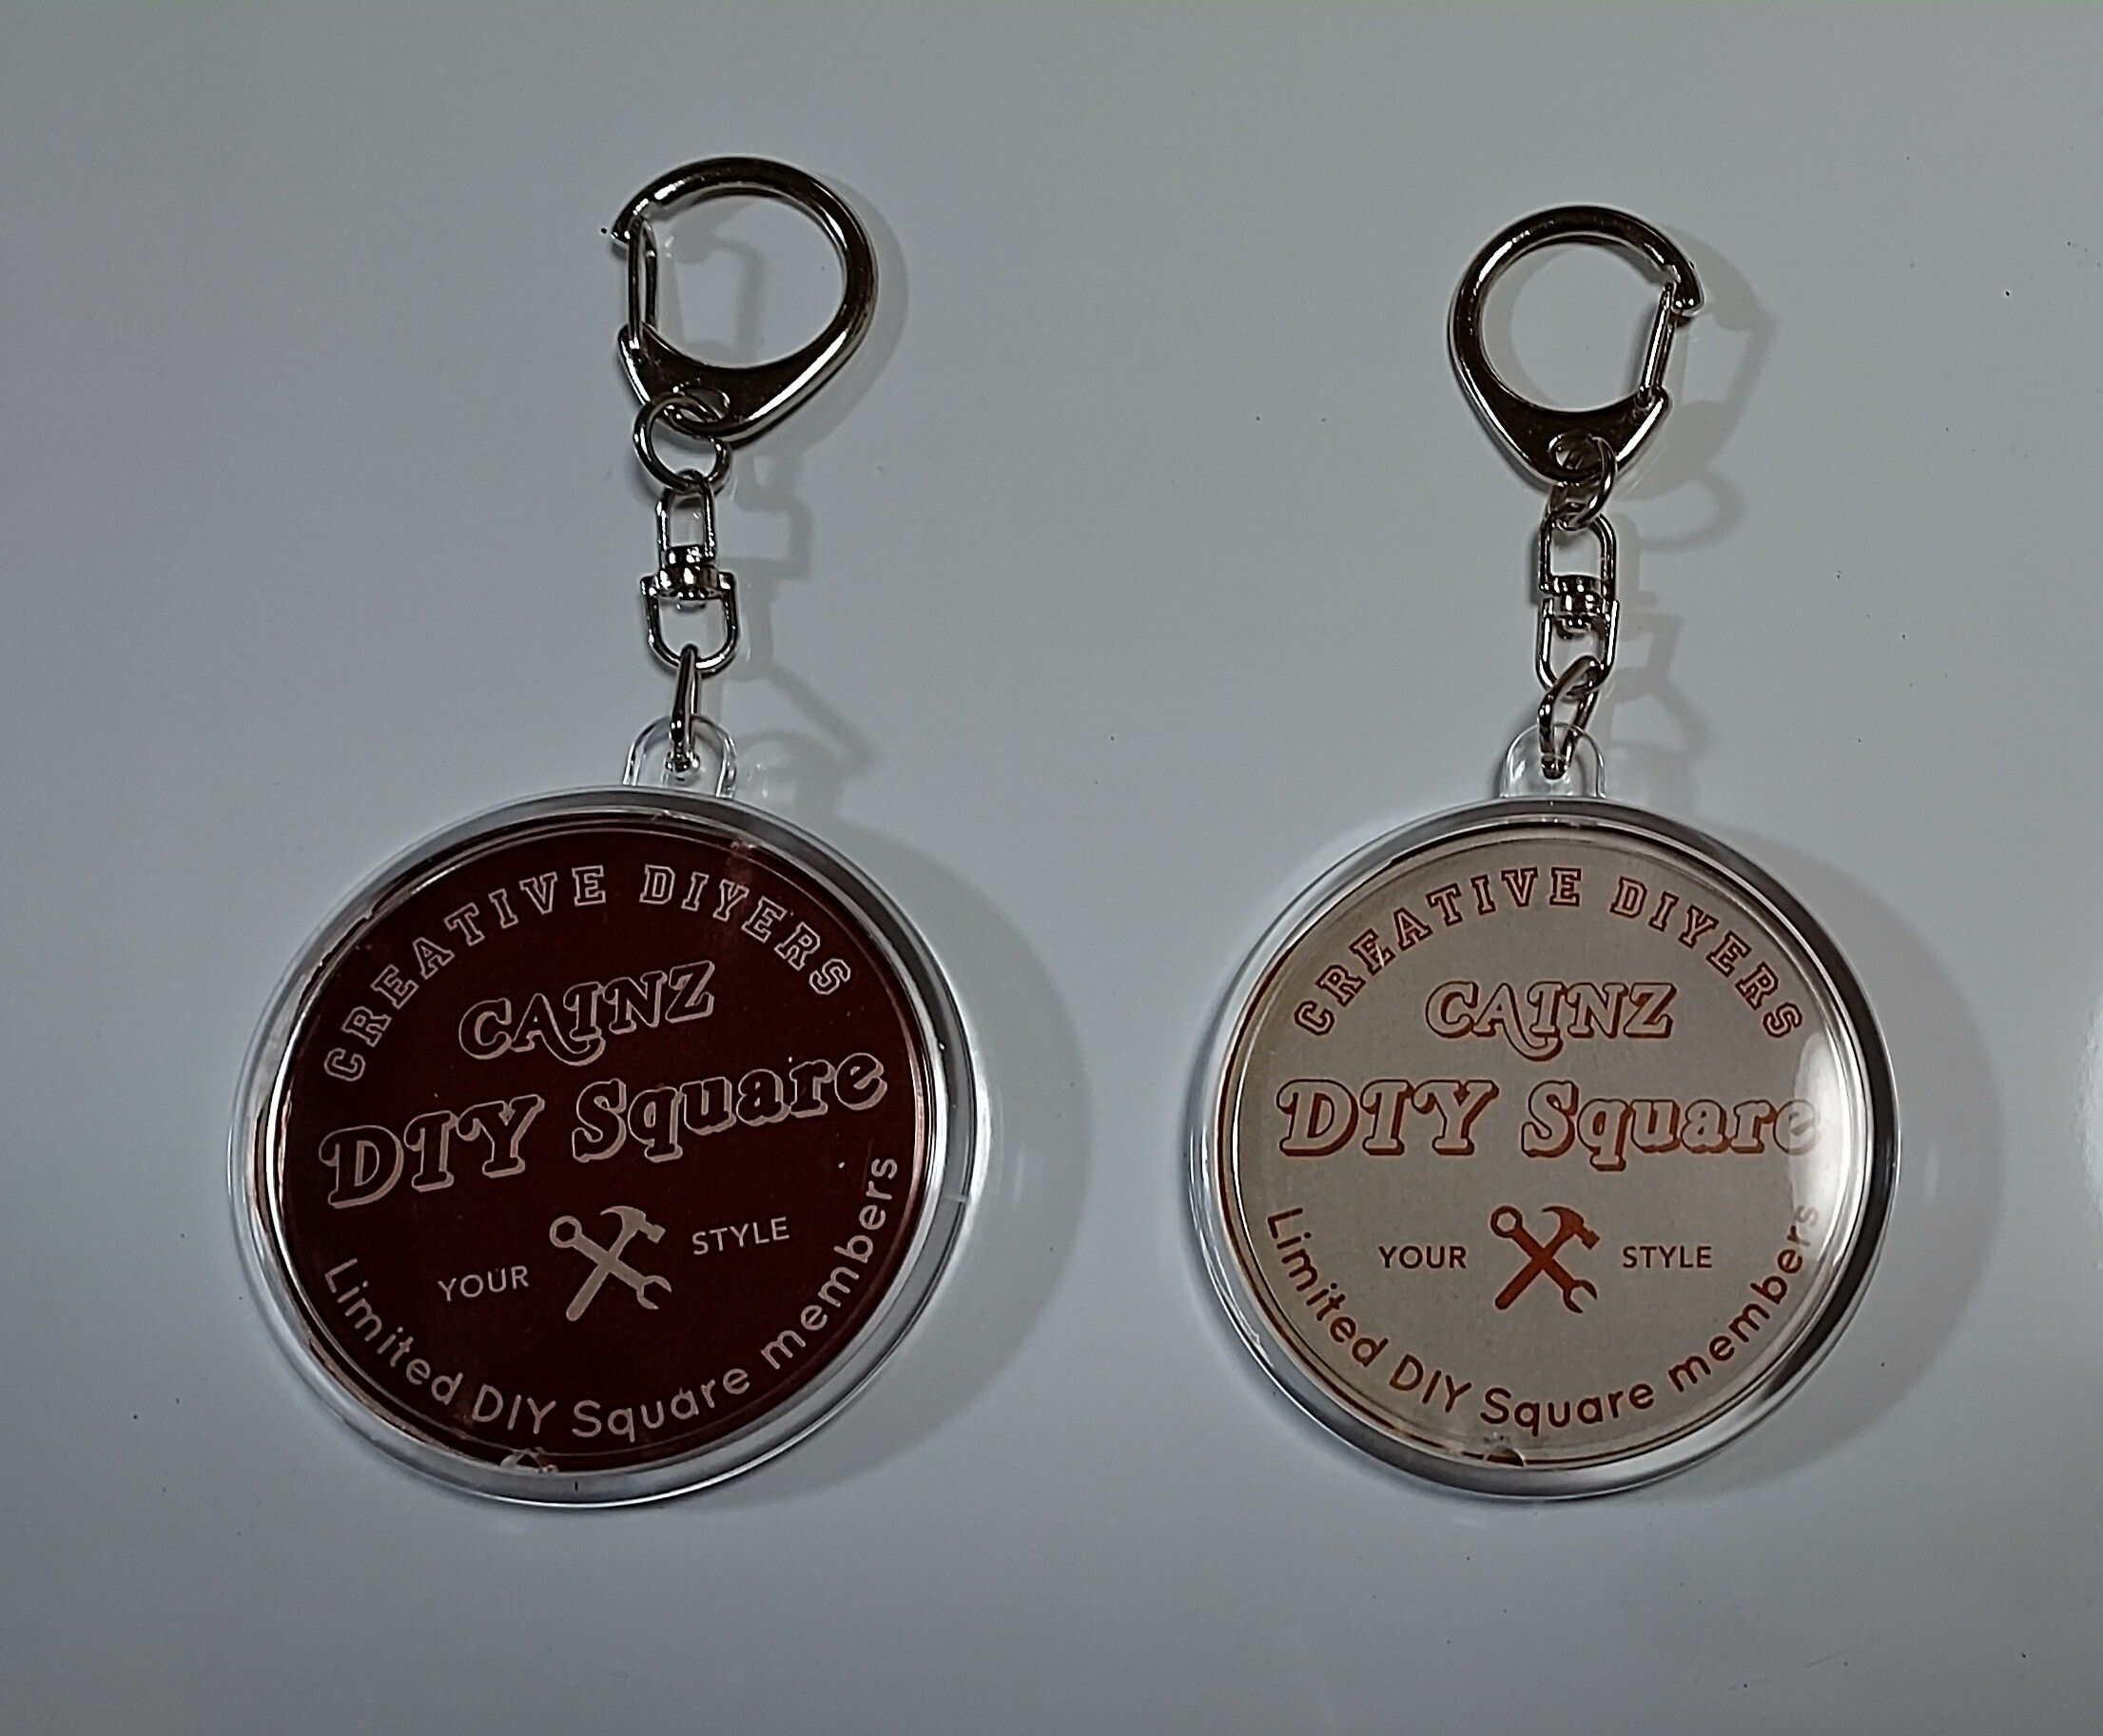 CREATIVE DIYERS
CAINZ
DIY Square
YOUR STYLE
Limited DIY Square members
CREATIVE DIYERS
CAINZ
DIY Square
YOUR STYLE
Limited DIY Square members